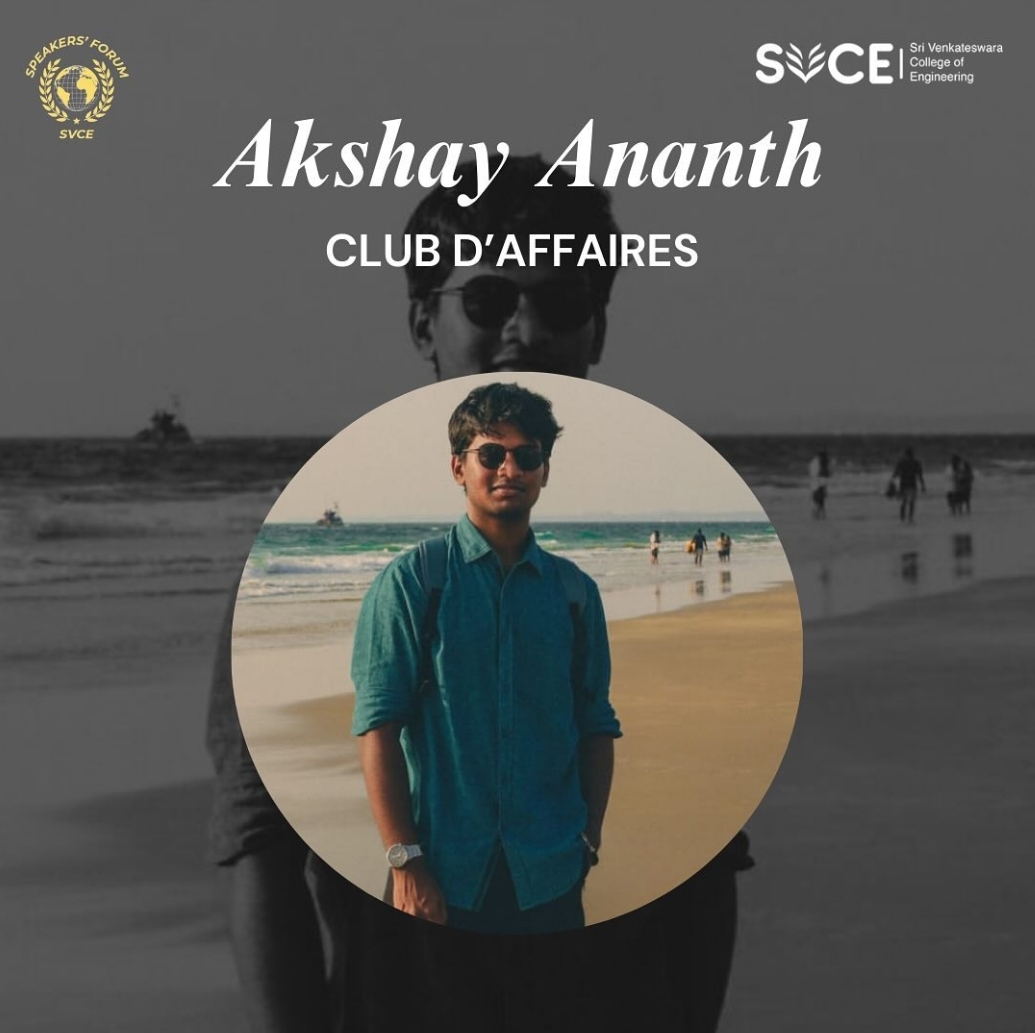 SPEAKERS' FORUM
SVCE
SVCE
Sri Venkateswara
College of
Engineering
Akshay Ananth
CLUB D’AFFAIRES